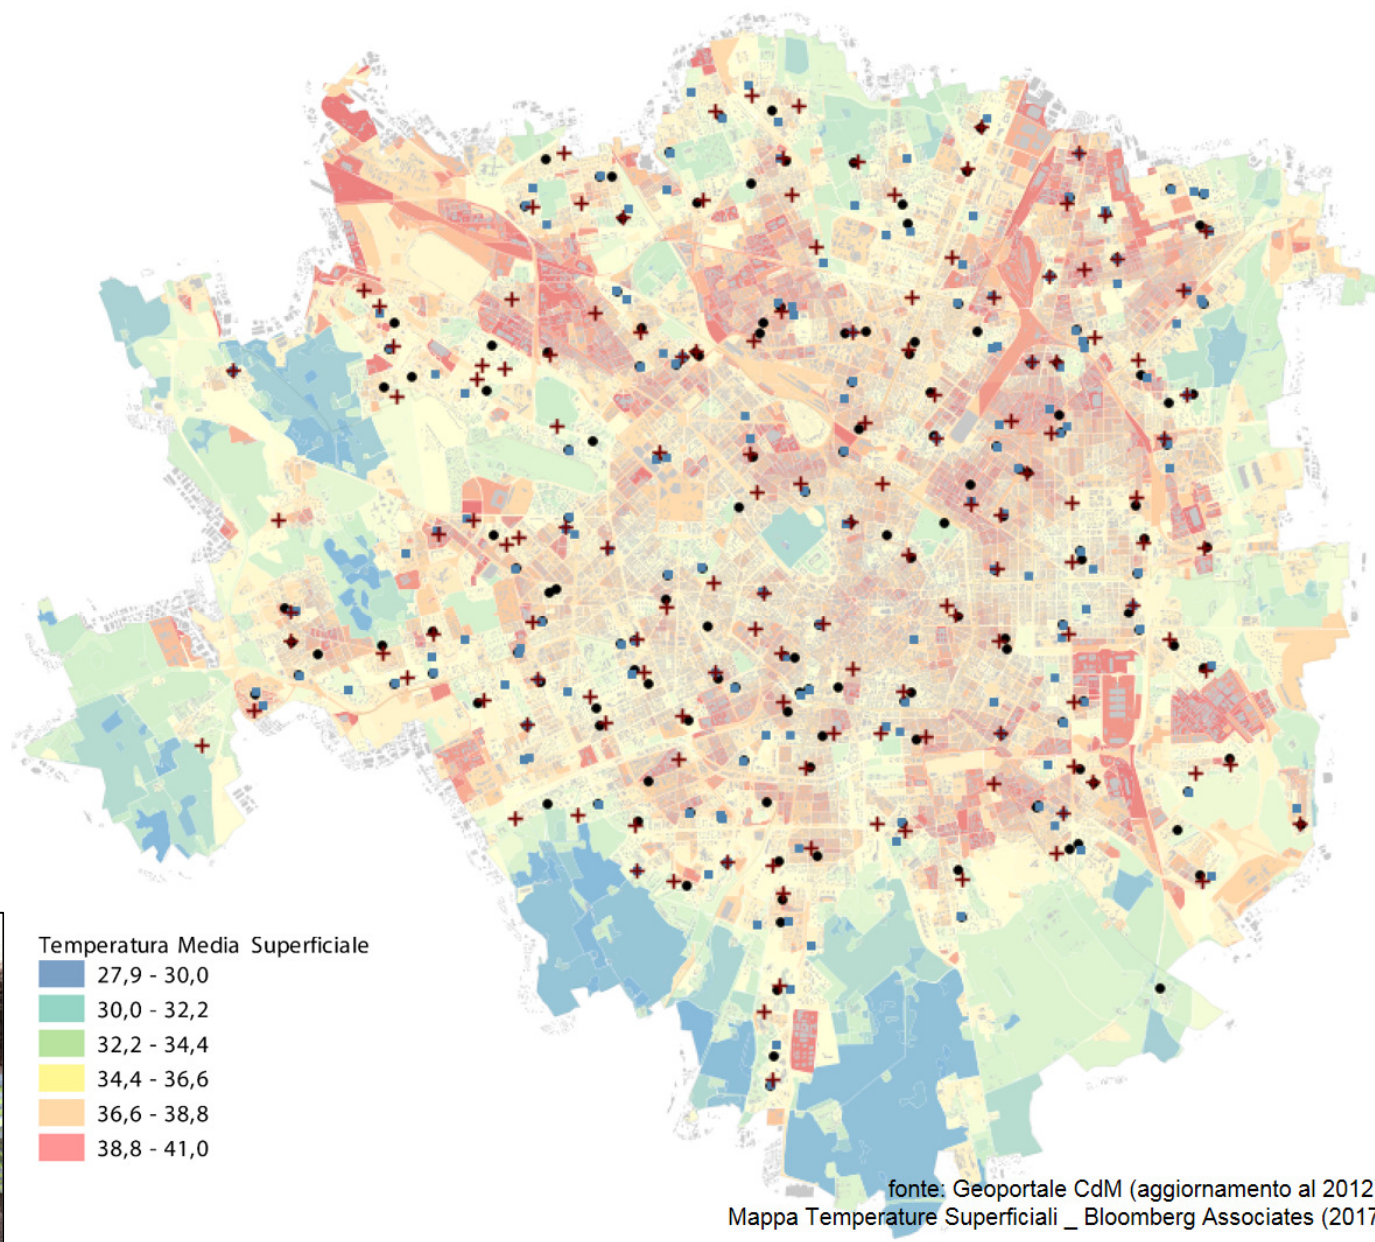 Temperatura Media Superficiale
27,9 - 30,0
30,0 - 32,2
32,2 - 34,4
34,4 - 36,6
36,6 - 38,8
38,8 - 41,0
fonte: Geoportale CdM (aggiornamento al 2012
Mappa Temperature Superficiali _ Bloomberg Associates (2017